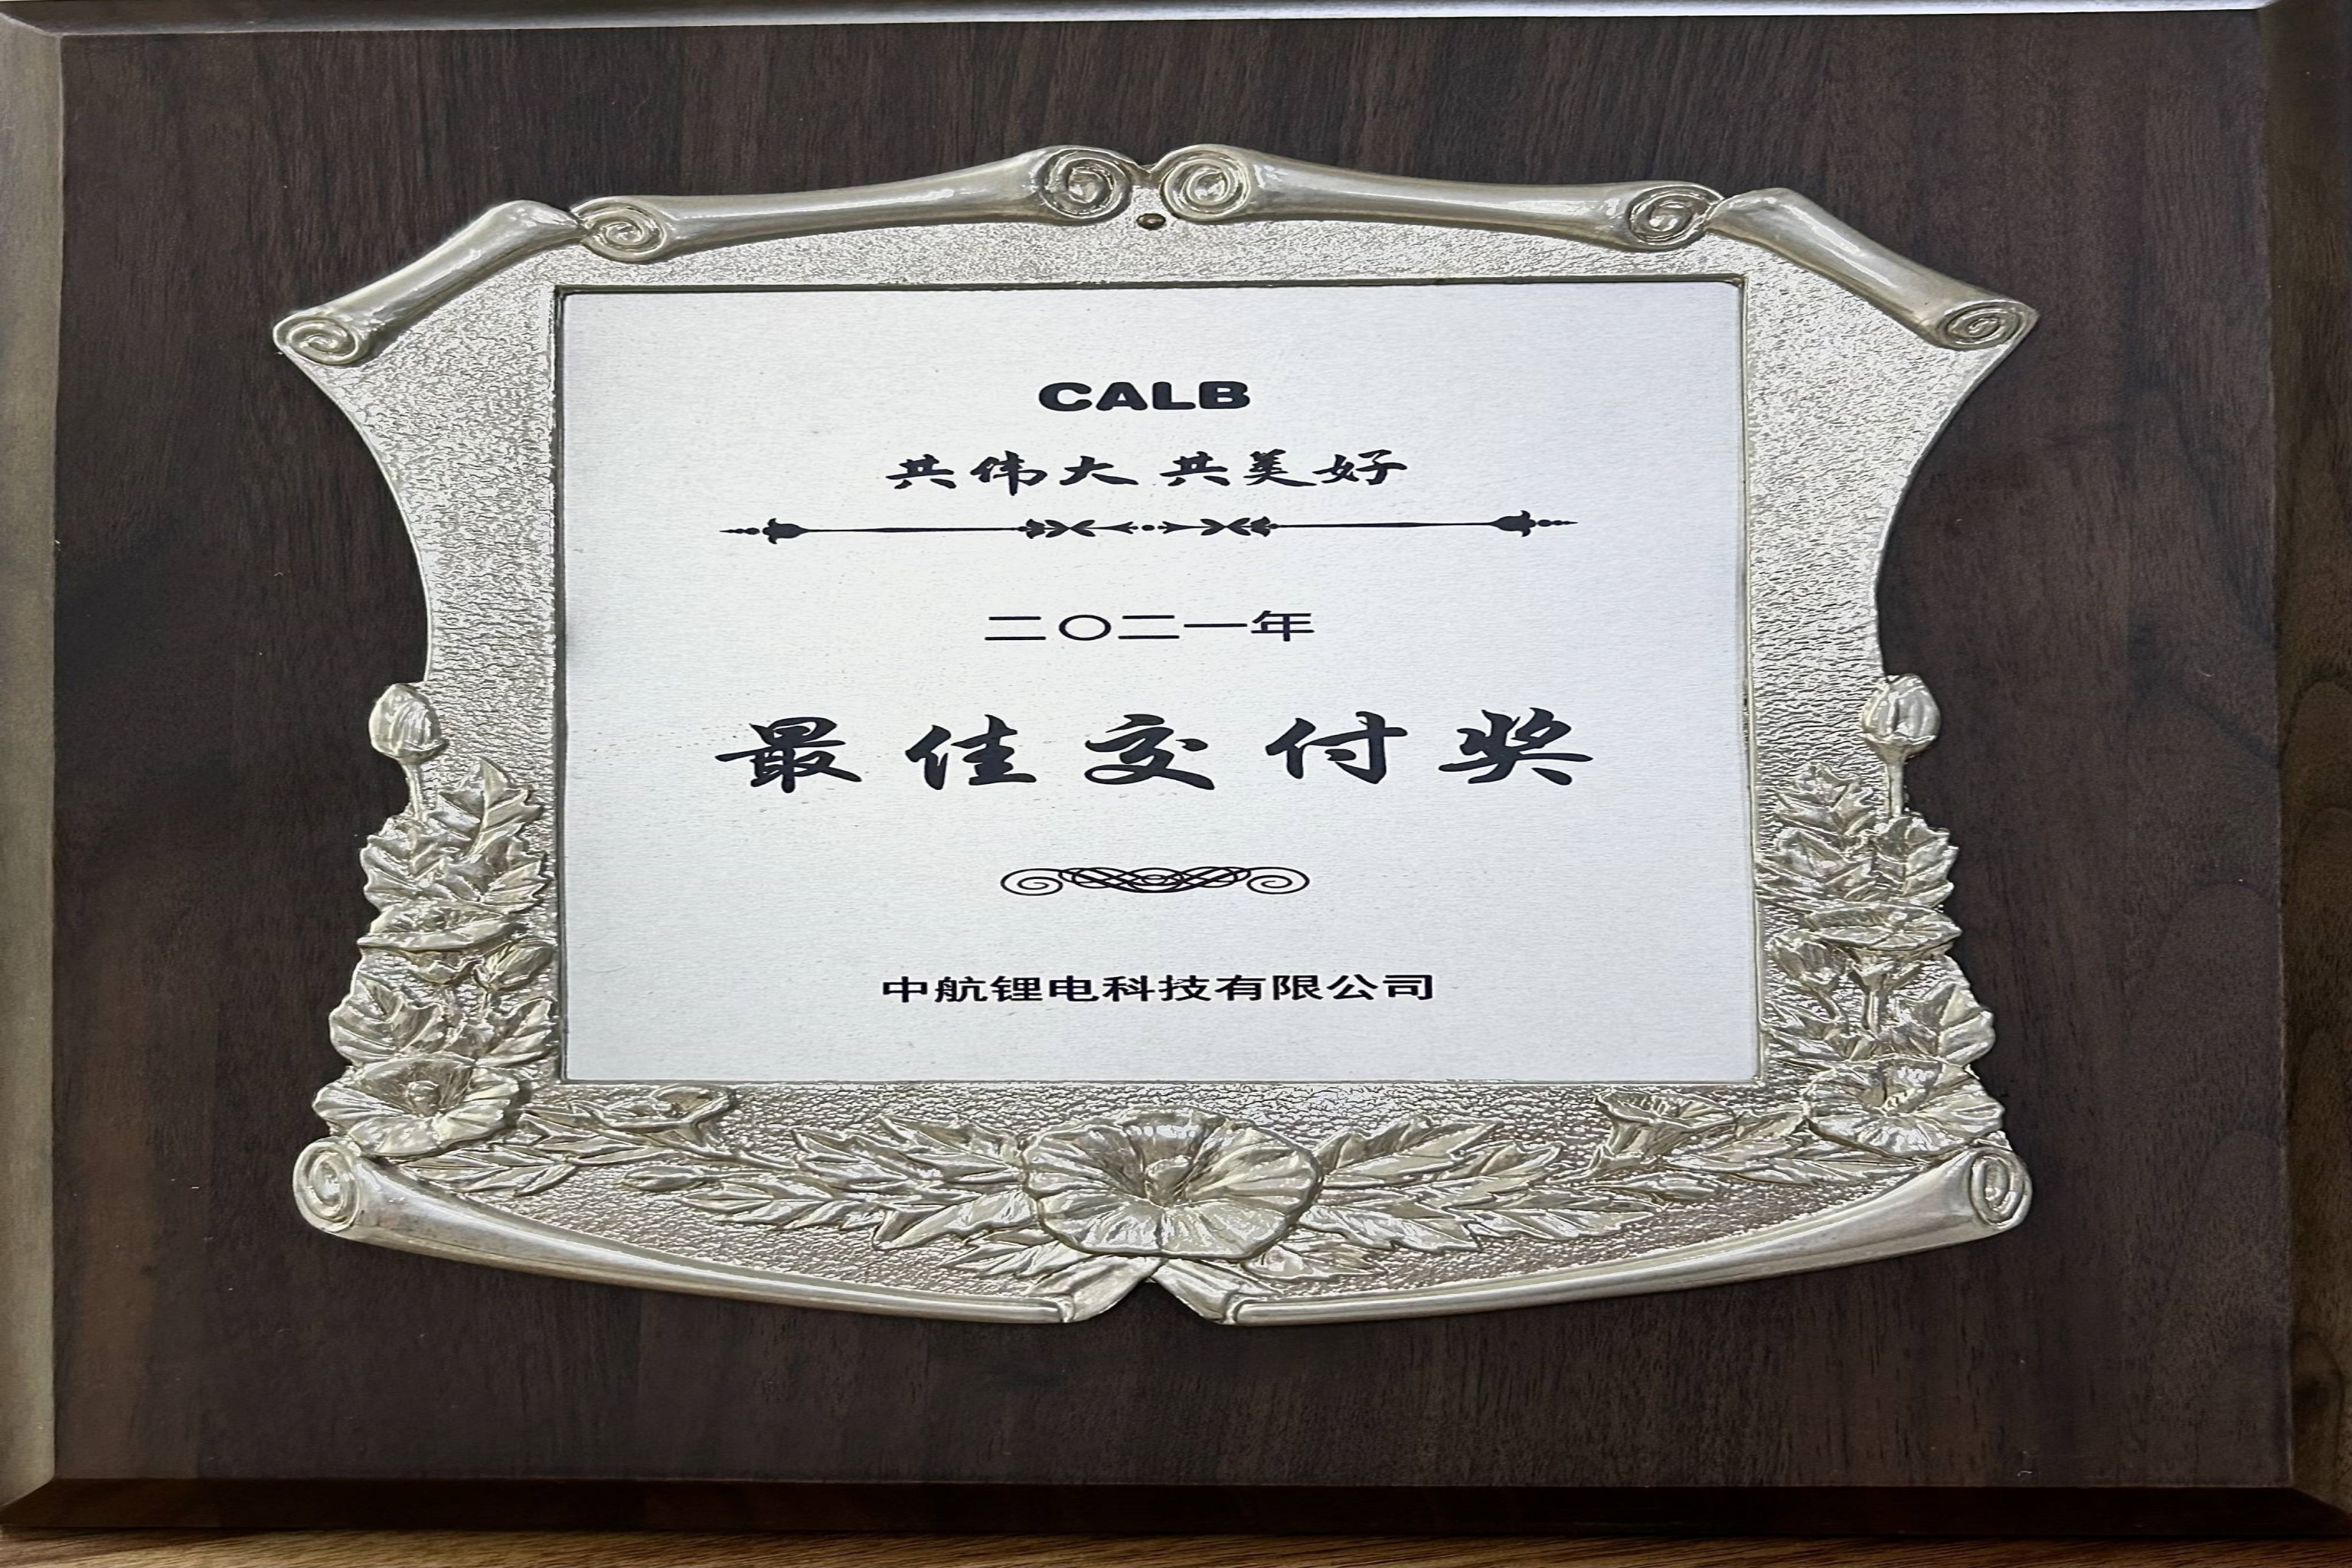 CALB
共伟大 共美好
二〇二一年
最佳交付奖
中航锂电科技有限公司